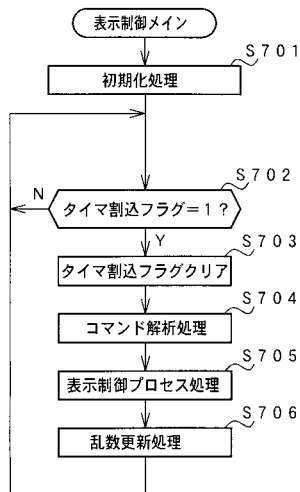 表示制御メイン
S701
初期化処理
S702
N
タイマ割込フラグ=1?
Y
S703
タイマ割込フラグクリア
S704
コマンド解析処理
S705
表示制御プロセス処理
S706
乱数更新処理